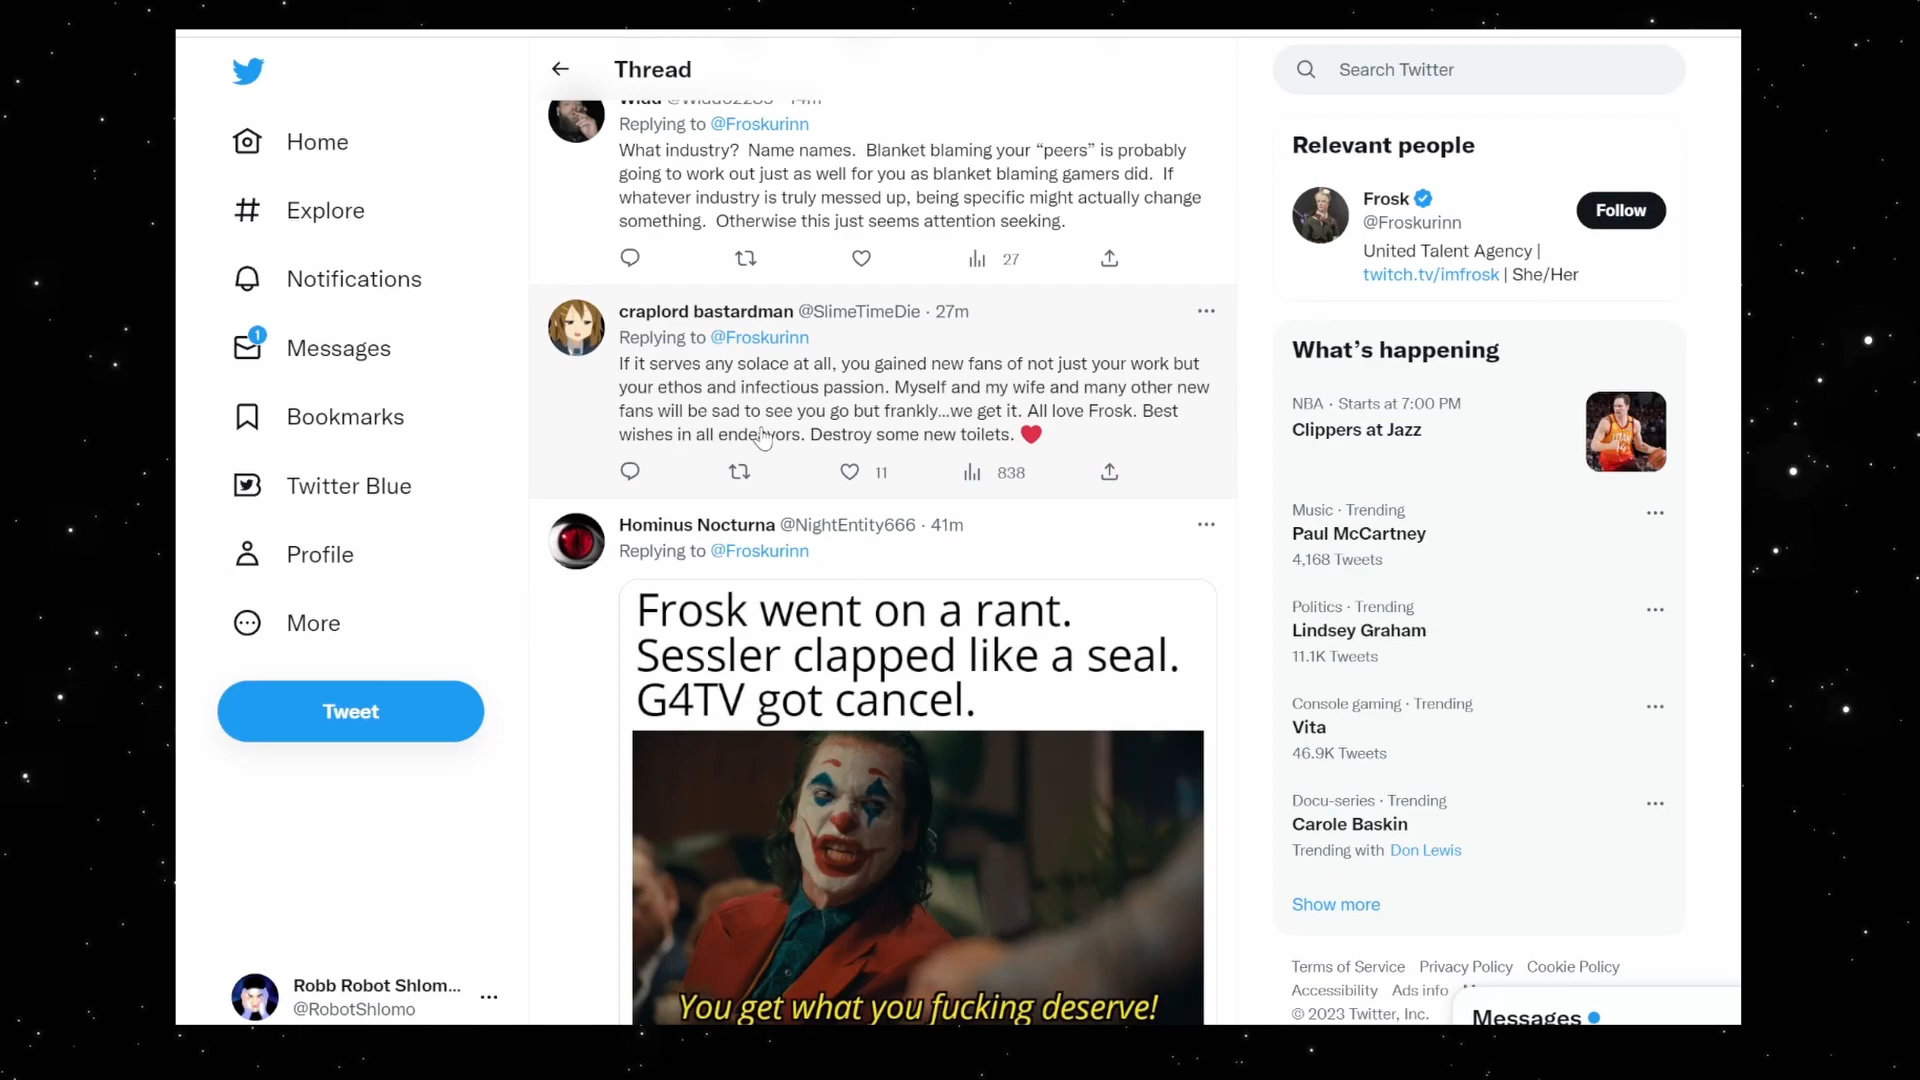 Thread
Search Twitter
Home
Explore
Notifications
1
Messages
Bookmarks
Twitter Blue
Profile
More
Tweet
Robb Robot Shlom...
@RobotShlomo
14m
Replying to @Froskurinn
What industry?  Name names.  Blanket blaming your “peers” is probably
going to work out just as well for you as blanket blaming gamers did.  If
whatever industry is truly messed up, being specific might actually change
something.  Otherwise this just seems attention seeking.
27
craplord bastardman @SlimeTimeDie · 27m
Replying to @Froskurinn
If it serves any solace at all, you gained new fans of not just your work but
your ethos and infectious passion. Myself and my wife and many other new
fans will be sad to see you go but frankly...we get it. All love Frosk. Best
wishes in all endeavors. Destroy some new toilets. ❤️
11
838
Hominus Nocturna @NightEntity666 · 41m
Replying to @Froskurinn
Frosk went on a rant.
Sessler clapped like a seal.
G4TV got cancel.
You get what you fucking deserve!
Relevant people
Frosk
@Froskurinn
Follow
United Talent Agency |
twitch.tv/imfrosk | She/Her
What’s happening
NBA · Starts at 7:00 PM
Clippers at Jazz
Music · Trending
Paul McCartney
4,168 Tweets
Politics · Trending
Lindsey Graham
11.1K Tweets
Console gaming · Trending
Vita
46.9K Tweets
Docu-series · Trending
Carole Baskin
Trending with Don Lewis
Show more
Terms of Service Privacy Policy Cookie Policy
Accessibility Ads info
© 2023 Twitter, Inc.
Messages